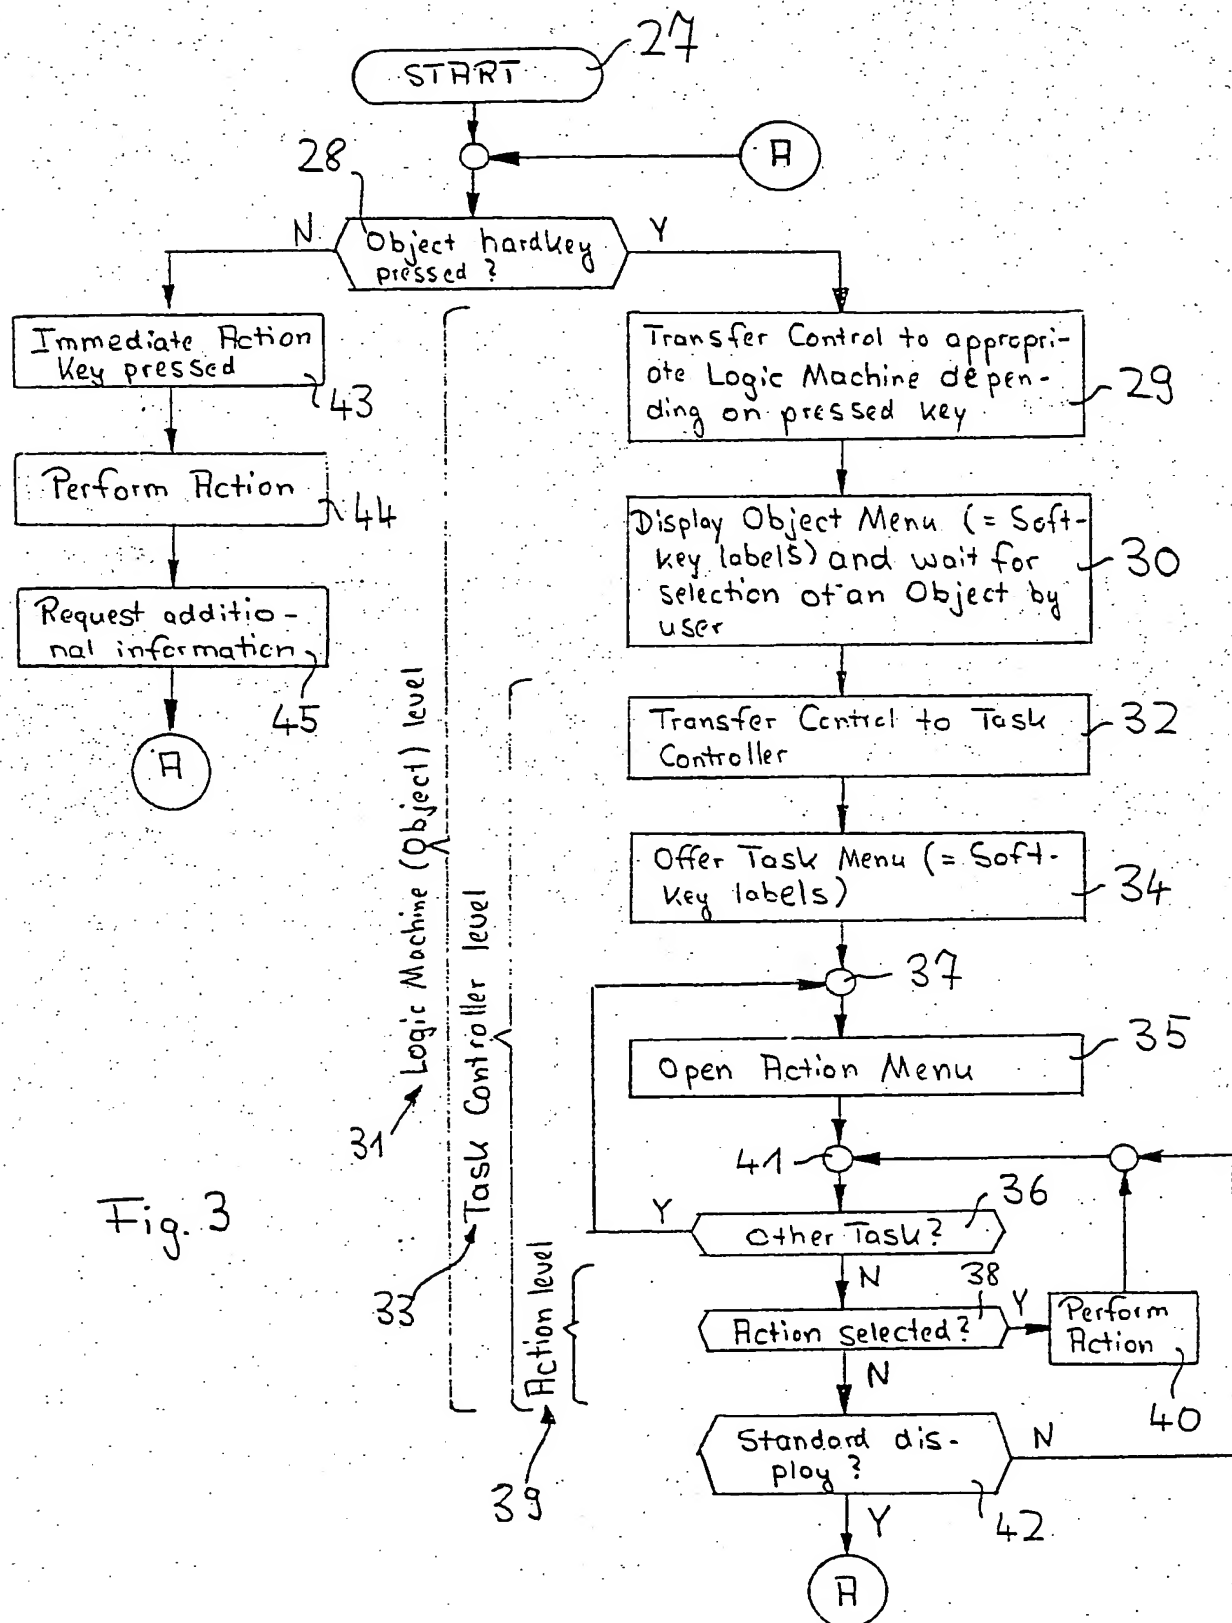 START
27
A
28
N
Object hardkey
pressed ?
Y
Immediate Action
Key pressed
43
Perform Action
44
Request additio-
nal information
45
A
Transfer Control to appropri-
ate Logic Machine depen-
ding on pressed key
29
Display Object Menu (= Soft-
key labels) and wait for
selection of an Object by
user
30
Transfer Control to Task
Controller
32
Offer Task Menu (= Soft-
Key labels)
34
37
Open Action Menu
35
41
Y
Other Task?
36
N
Action selected?
38
Y
Perform
Action
40
N
Standard dis-
play ?
N
42
Y
A
31
Logic Machine (Object) level
33
Task Controller level
39
Action level
Fig. 3